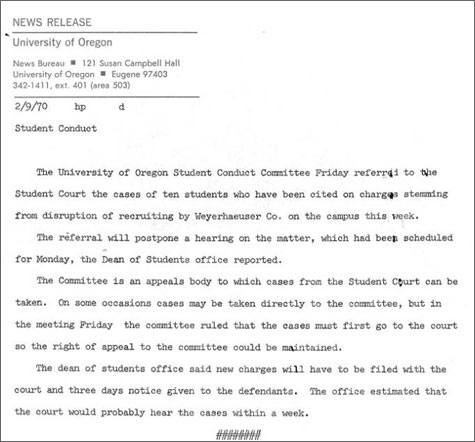 NEWS RELEASE
University of Oregon
News Bureau ■ 121 Susan Campbell Hall
University of Oregon ■ Eugene 97403
342-1411, ext. 401 (area 503)
2/9/70 hp d
Student Conduct
The University of Oregon Student Conduct Committee Friday referred to the
Student Court the cases of ten students who have been cited on charges stemming
from disruption of recruiting by Weyerhaeuser Co. on the campus this week.
The referral will postpone a hearing on the matter, which had been scheduled
for Monday, the Dean of Students office reported.
The Committee is an appeals body to which cases from the Student Court can be
taken. On some occasions cases may be taken directly to the committee, but in
the meeting Friday the committee ruled that the cases must first go to the court
so the right of appeal to the committee could be maintained.
The dean of students office said new charges will have to be filed with the
court and three days notice given to the defendants. The office estimated that
the court would probably hear the cases within a week.
########